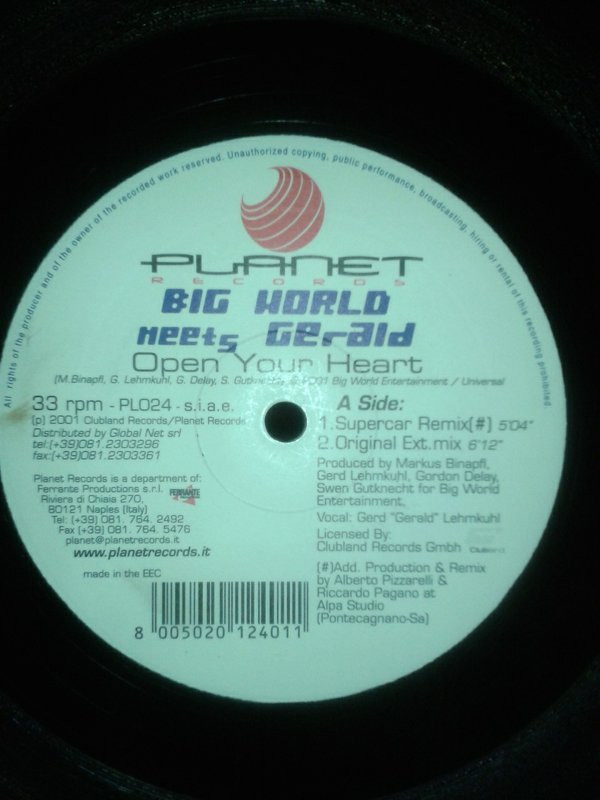 All rights of the producer and of the owner of the recorded work reserved. Unauthorized copying, public performance, broadcasting, hiring or rental of this recording prohibited
PLANET
RECORDS
BIG WORLD
meets Gerald
Open Your Heart
(M.Binapfl, G. Lehmkuhl, G. Delay, S. Gutknecht) Big World Entertainment / Universal
33 rpm - PL024 - s.i.a.e.
(p) 2001 Clubland Records/Planet Records
Distributed by Global Net srl
tel:(+39)081.2303296
fax:(+39)081.2303361
Planet Records is a department of:
Ferrante Productions s.r.l.
Riviera di Chiaia 270,
80121 Naples (Italy)
Tel: (+39) 081. 764. 2492
Fax (+39) 081. 764. 5476
planet@planetrecords.it
www.planetrecords.it
FERRANTE
made in the EEC
8 005020 124011
A Side:
1.Supercar Remix(#) 5'04"
2.Original Ext.mix 6'12"
Produced by Markus Binapfl,
Gerd Lehmkuhl, Gordon Delay,
Swen Gutknecht for Big World
Entertainment.
Vocal: Gerd "Gerald" Lehmkuhl
Licensed By:
Clubland Records Gmbh
(#)Add. Production & Remix
by Alberto Pizzarelli &
Riccardo Pagano at
Alpa Studio
(Pontecagnano-Sa)